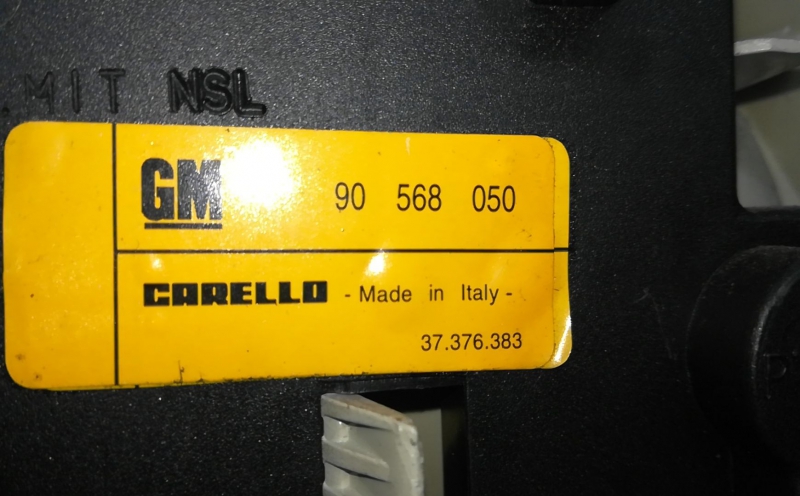 MIT NSL
GM 90 568 050
CARELLO - Made in Italy -
37.376.383